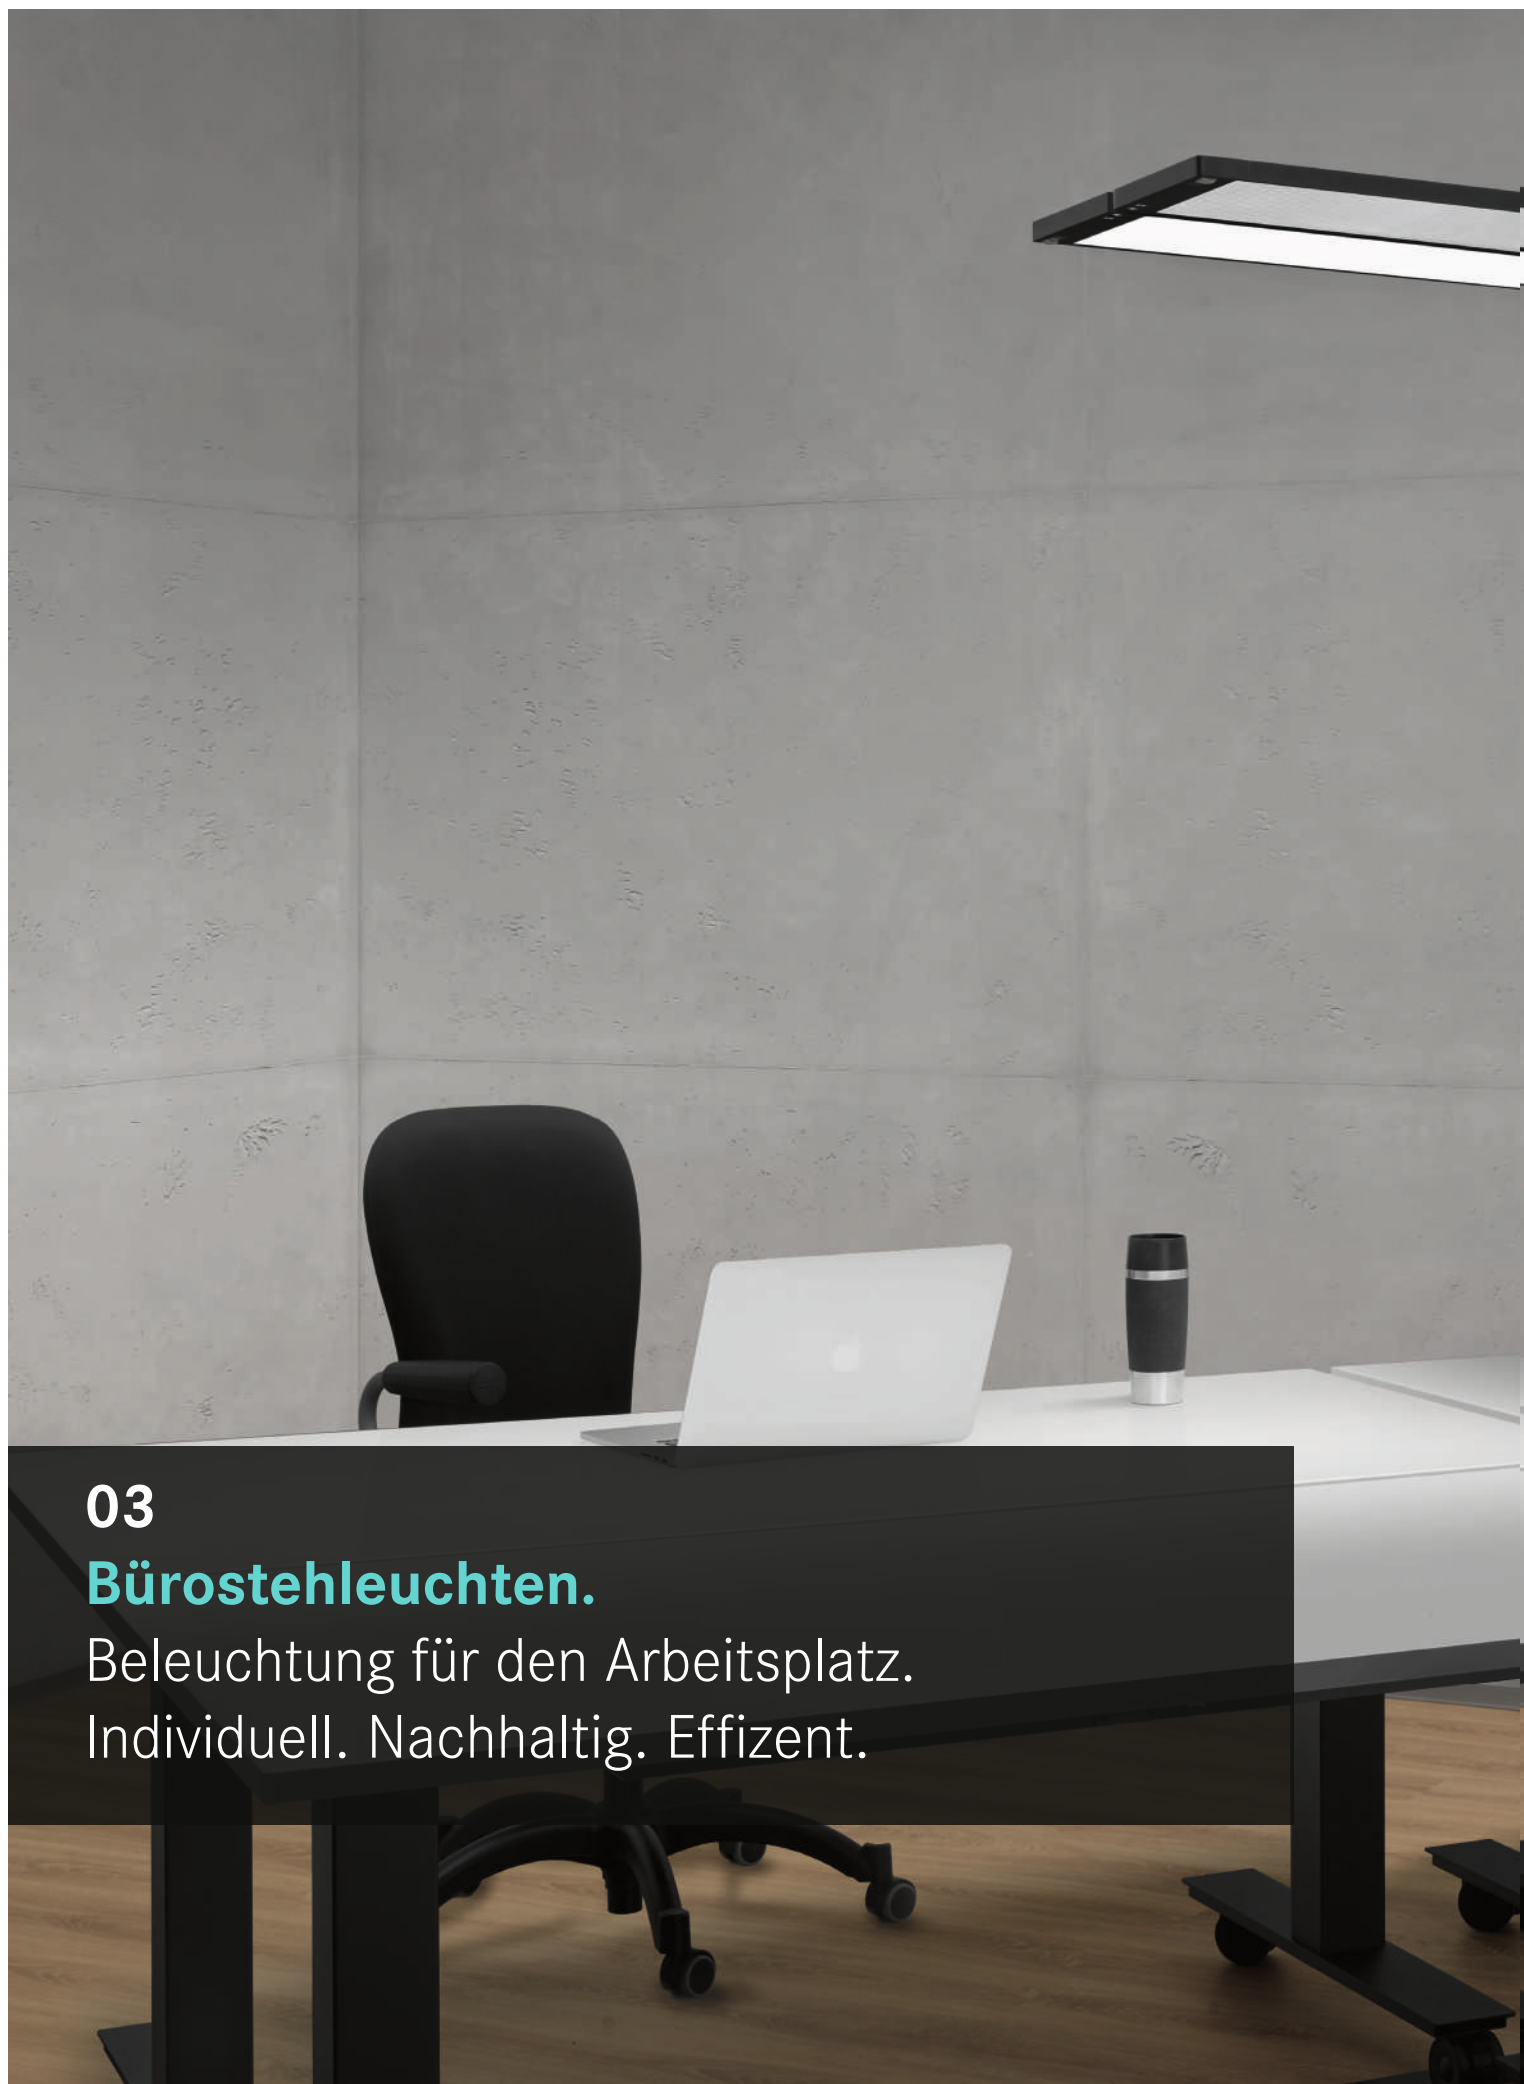 03
Bürostehleuchten.
Beleuchtung für den Arbeitsplatz.
Individuell. Nachhaltig. Effizent.